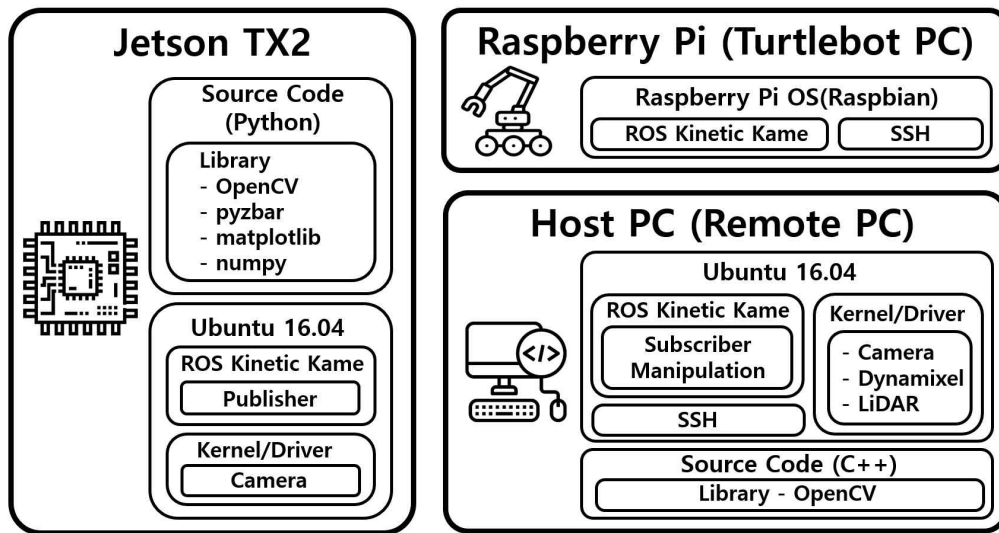 Jetson TX2
Source Code
(Python)
Library
- OpenCV
- pyzbar
- matplotlib
- numpy
Ubuntu 16.04
ROS Kinetic Kame
Publisher
Kernel/Driver
Camera
Raspberry Pi (Turtlebot PC)
Raspberry Pi OS(Raspbian)
ROS Kinetic Kame
SSH
Host PC (Remote PC)
Ubuntu 16.04
ROS Kinetic Kame
Subscriber
Manipulation
SSH
Kernel/Driver
- Camera
- Dynamixel
- LiDAR
</>
Source Code (C++)
Library - OpenCV